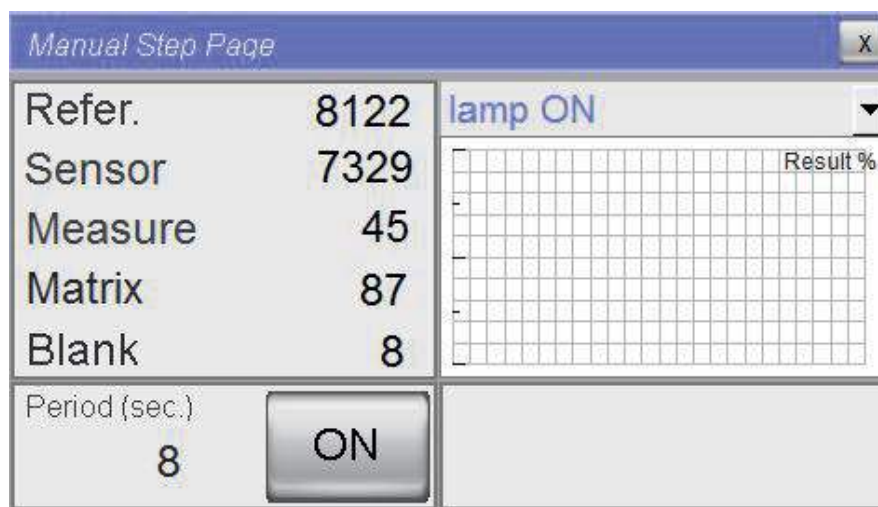 Manual Step Page X
Refer. 8122
Sensor 7329
Measure 45
Matrix 87
Blank 8
lamp ON
Result %
Period (sec.)
8
ON